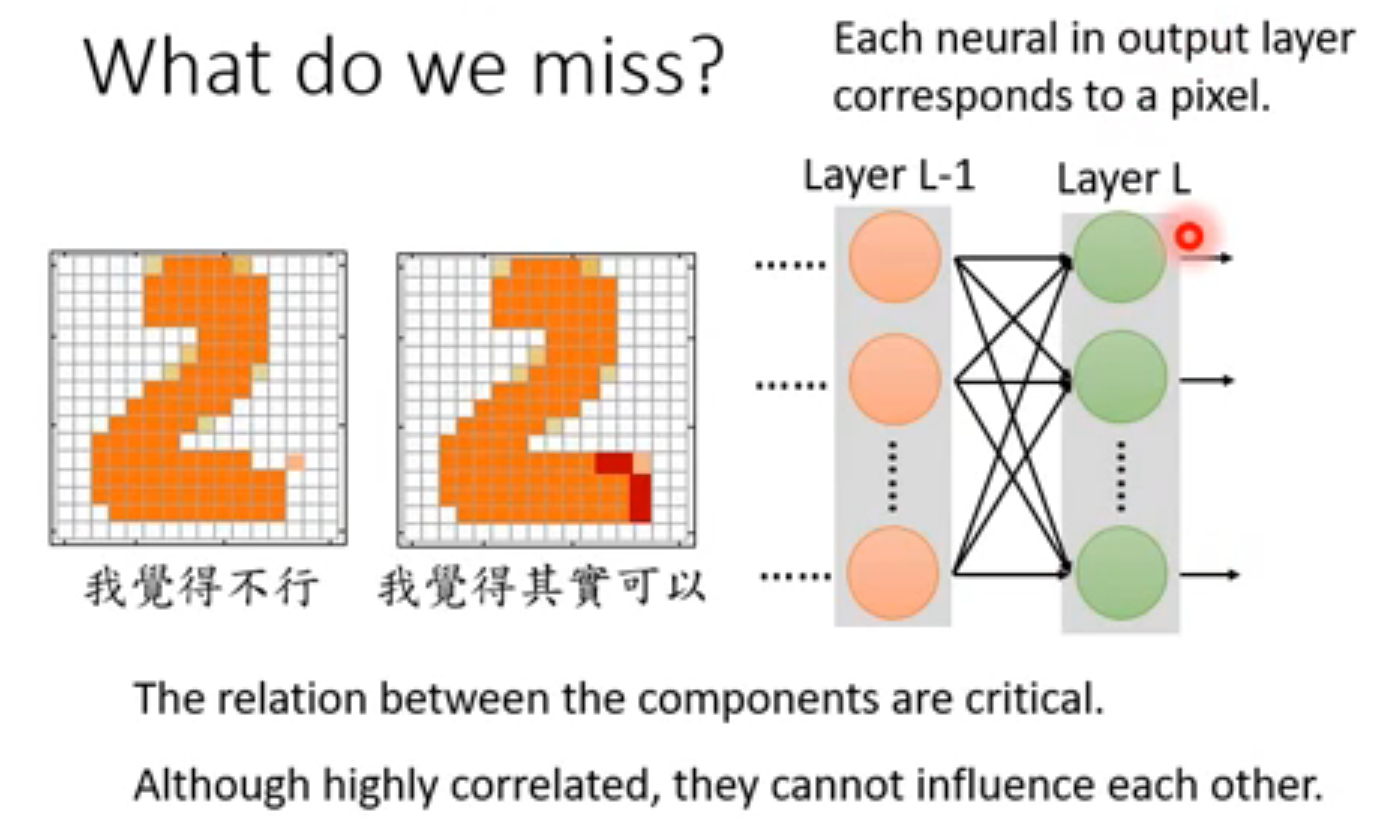 What do we miss?
Each neural in output layer
corresponds to a pixel.
Layer L-1
Layer L
我覺得不行
我覺得其實可以
The relation between the components are critical.
Although highly correlated, they cannot influence each other.